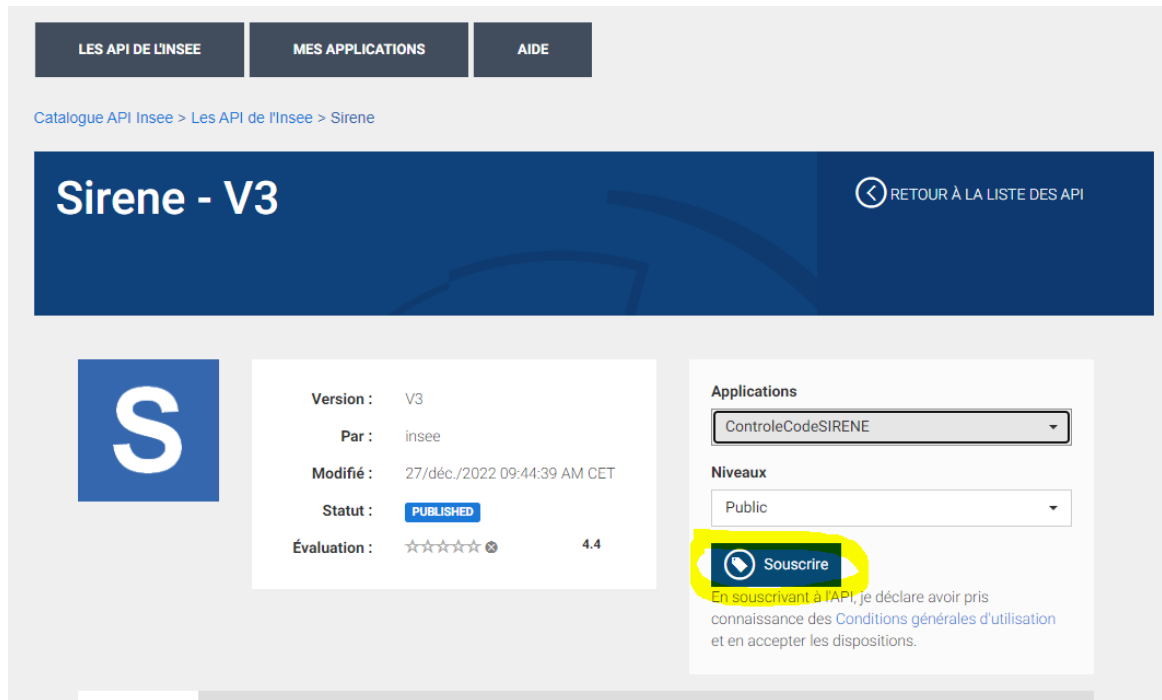 LES API DE L'INSEE
MES APPLICATIONS
AIDE
Catalogue API Insee > Les API de l'Insee > Sirene
Sirene - V3
RETOUR À LA LISTE DES API
S
Version : V3
Par : insee
Modifié : 27/déc./2022 09:44:39 AM CET
Statut : PUBLISHED
Évaluation : 4.4
Applications
ControleCodeSIRENE
Niveaux
Public
Souscrire
En souscrivant à l'API, je déclare avoir pris
connaissance des Conditions générales d'utilisation
et en accepter les dispositions.